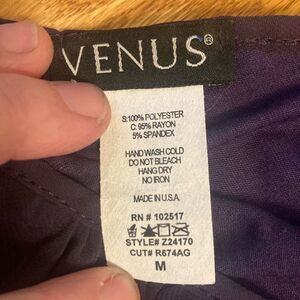 VENUS®
S:100% POLYESTER
C: 95% RAYON
5% SPANDEX
HAND WASH COLD
DO NOT BLEACH
HANG DRY
NO IRON
MADE IN U.S.A.
RN # 102517
STYLE# Z24170
CUT# R674AG
M